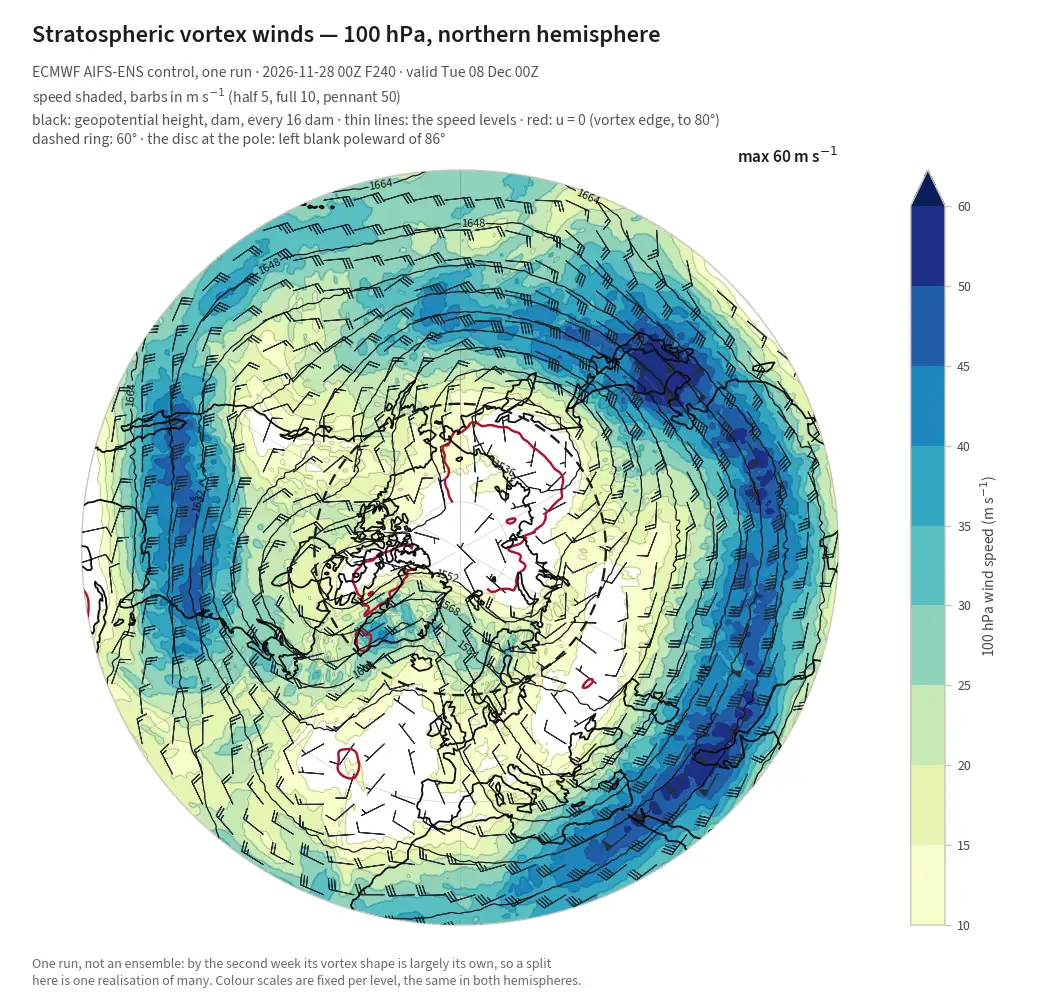 Stratospheric vortex winds — 100 hPa, northern hemisphere
ECMWF AIFS-ENS control, one run · 2026-11-28 00Z F240 · valid Tue 08 Dec 00Z
speed shaded, barbs in m s⁻¹ (half 5, full 10, pennant 50)
black: geopotential height, dam, every 16 dam · thin lines: the speed levels · red: u = 0 (vortex edge, to 80°)
dashed ring: 60° · the disc at the pole: left blank poleward of 86°
max 60 m s⁻¹
1664
1664
1648
1648
1664
1632
1536
1552
1568
60
50
45
40
35
30
25
20
15
10
100 hPa wind speed (m s⁻¹)
One run, not an ensemble: by the second week its vortex shape is largely its own, so a split
here is one realisation of many. Colour scales are fixed per level, the same in both hemispheres.